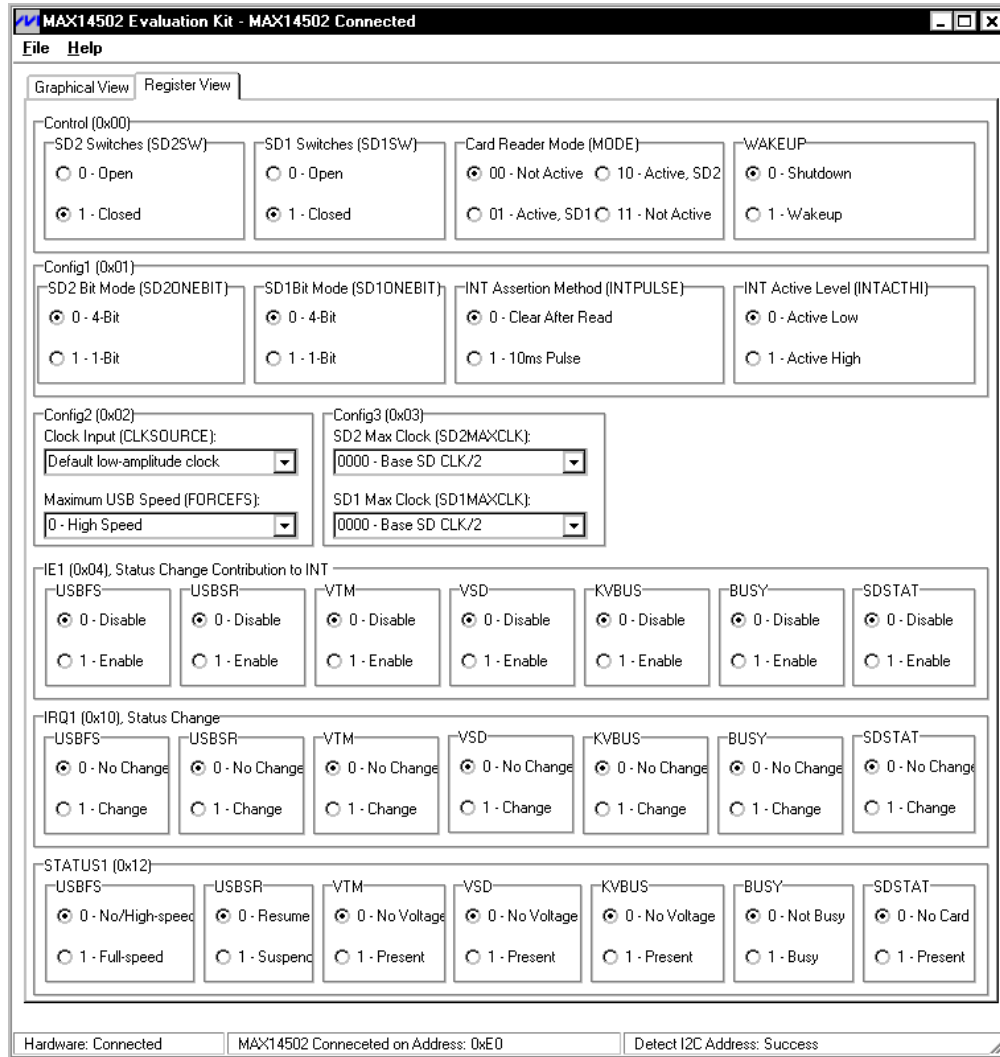 MAX14502 Evaluation Kit - MAX14502 Connected
File Help
Graphical View Register View
Control (0x00)
SD2 Switches (SD2SW) SD1 Switches (SD1SW) Card Reader Mode (MODE) WAKEUP
0 - Open 0 - Open 00 - Not Active 10 - Active, SD2 0 - Shutdown
1 - Closed 1 - Closed 01 - Active, SD1 11 - Not Active 1 - Wakeup
Config1 (0x01)
SD2 Bit Mode (SD2ONEBIT) SD1Bit Mode (SD1ONEBIT) INT Assertion Method (INTPULSE) INT Active Level (INTACTHI)
0 - 4-Bit 0 - 4-Bit 0 - Clear After Read 0 - Active Low
1 - 1-Bit 1 - 1-Bit 1 - 10ms Pulse 1 - Active High
Config2 (0x02) Config3 (0x03)
Clock Input (CLKSOURCE): SD2 Max Clock (SD2MAXCLK):
Default low-amplitude clock 0000 - Base SD CLK/2
Maximum USB Speed (FORCEFS): SD1 Max Clock (SD1MAXCLK):
0 - High Speed 0000 - Base SD CLK/2
IE1 (0x04), Status Change Contribution to INT
USBFS USBSR VTM VSD KVBUS BUSY SDSTAT
0 - Disable 0 - Disable 0 - Disable 0 - Disable 0 - Disable 0 - Disable 0 - Disable
1 - Enable 1 - Enable 1 - Enable 1 - Enable 1 - Enable 1 - Enable 1 - Enable
IRQ1 (0x10), Status Change
USBFS USBSR VTM VSD KVBUS BUSY SDSTAT
0 - No Change 0 - No Change 0 - No Change 0 - No Change 0 - No Change 0 - No Change 0 - No Change
1 - Change 1 - Change 1 - Change 1 - Change 1 - Change 1 - Change 1 - Change
STATUS1 (0x12)
USBFS USBSR VTM VSD KVBUS BUSY SDSTAT
0 - No/High-speed 0 - Resume 0 - No Voltage 0 - No Voltage 0 - No Voltage 0 - Not Busy 0 - No Card
1 - Full-speed 1 - Suspend 1 - Present 1 - Present 1 - Present 1 - Busy 1 - Present
Hardware: Connected MAX14502 Conneceted on Address: 0xE0 Detect I2C Address: Success